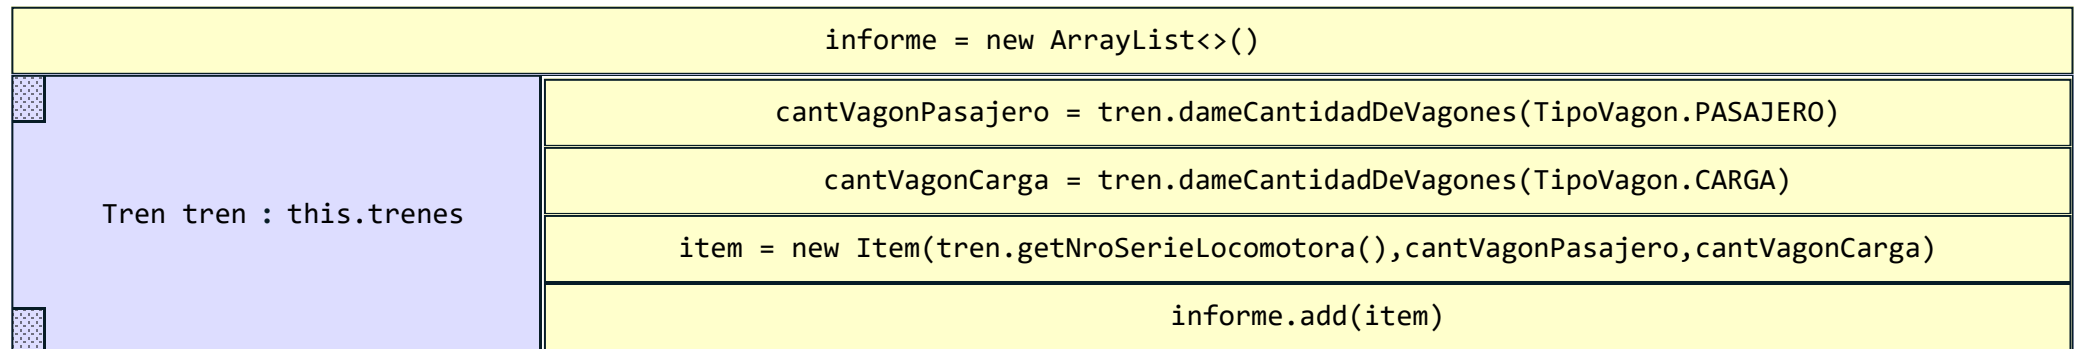 informe = new ArrayList<>()
cantVagonPasajero = tren.dameCantidadDeVagones(TipoVagon.PASAJERO)
cantVagonCarga = tren.dameCantidadDeVagones(TipoVagon.CARGA)
Tren tren : this.trenes
item = new Item(tren.getNroSerieLocomotora(),cantVagonPasajero,cantVagonCarga)
informe.add(item)